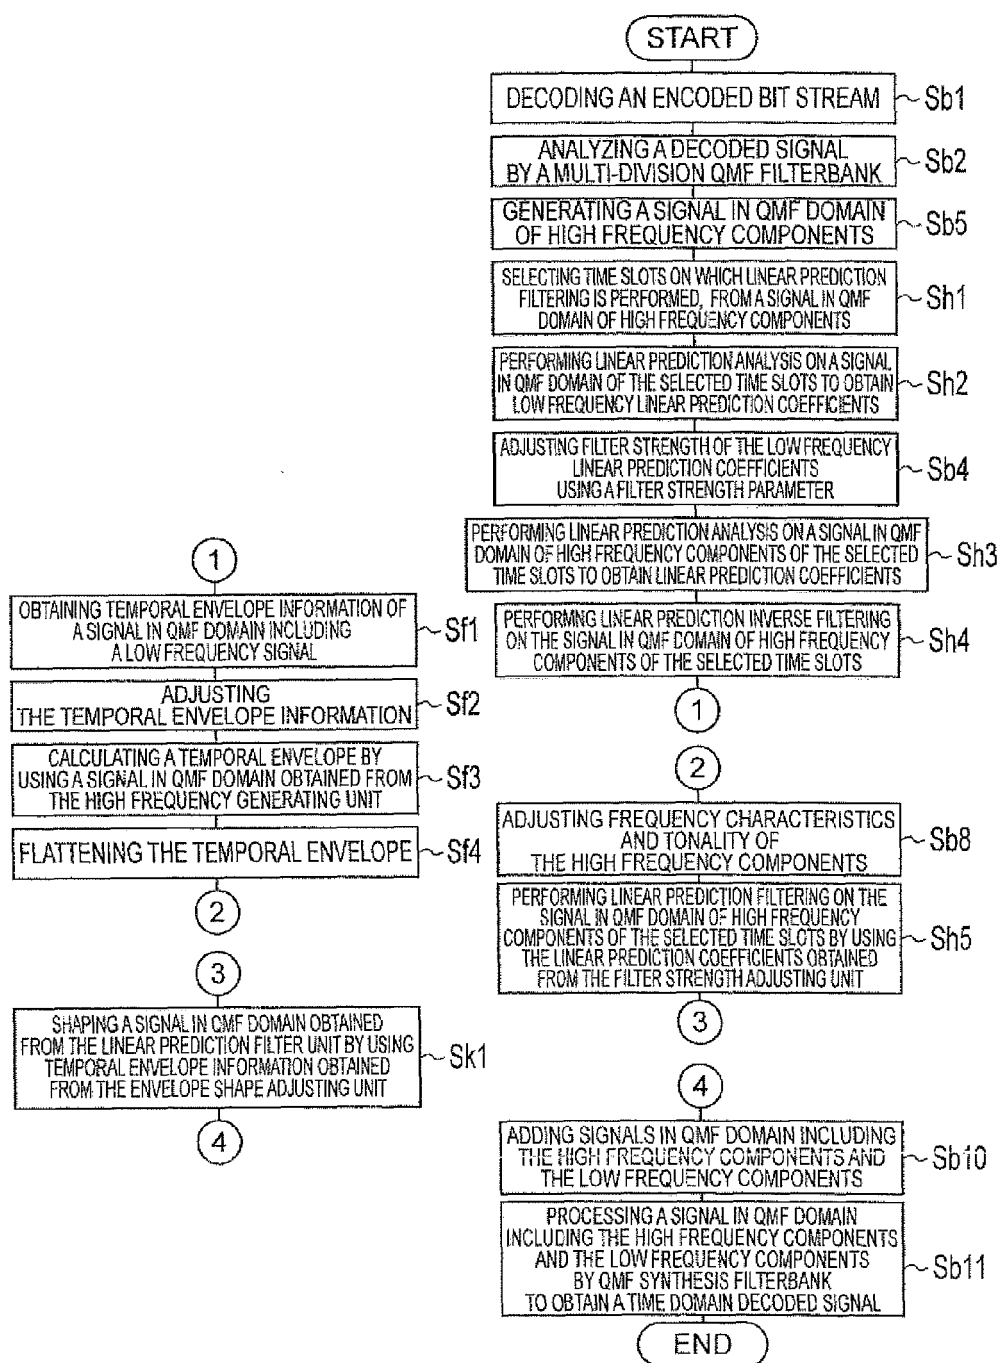 START
DECODING AN ENCODED BIT STREAM
Sb1
ANALYZING A DECODED SIGNAL
BY A MULTI-DIVISION QMF FILTERBANK
Sb2
GENERATING A SIGNAL IN QMF DOMAIN
OF HIGH FREQUENCY COMPONENTS
Sb5
SELECTING TIME SLOTS ON WHICH LINEAR PREDICTION
FILTERING IS PERFORMED, FROM A SIGNAL IN QMF
DOMAIN OF HIGH FREQUENCY COMPONENTS
Sh1
PERFORMING LINEAR PREDICTION ANALYSIS ON A SIGNAL
IN QMF DOMAIN OF THE SELECTED TIME SLOTS TO OBTAIN
LOW FREQUENCY LINEAR PREDICTION COEFFICIENTS
Sh2
ADJUSTING FILTER STRENGTH OF THE LOW FREQUENCY
LINEAR PREDICTION COEFFICIENTS
USING A FILTER STRENGTH PARAMETER
Sb4
PERFORMING LINEAR PREDICTION ANALYSIS ON A SIGNAL IN QMF
DOMAIN OF HIGH FREQUENCY COMPONENTS OF THE SELECTED
TIME SLOTS TO OBTAIN LINEAR PREDICTION COEFFICIENTS
Sh3
PERFORMNG LINEAR PREDICTION INVERSE FILTERING
ON THE SIGNAL IN QMF DOMAIN OF HIGH FREQUENCY
COMPONENTS OF THE SELECTED TIME SLOTS
Sh4
1
1
OBTAINING TEMPORAL ENVELOPE INFORMATION OF
A SIGNAL IN QMF DOMAIN INCLUDING
A LOW FREQUENCY SIGNAL
Sf1
ADJUSTING
THE TEMPORAL ENVELOPE INFORMATION
Sf2
CALCULATING A TEMPORAL ENVELOPE BY
USING A SIGNAL IN QMF DOMAIN OBTAINED FROM
THE HIGH FREQUENCY GENERATING UNIT
Sf3
FLATTENING THE TEMPORAL ENVELOPE
Sf4
2
2
ADJUSTING FREQUENCY CHARACTERISTICS
AND TONALITY OF
THE HIGH FREQUENCY COMPONENTS
Sb8
PERFORMING LINEAR PREDICTION FILTERING ON THE
SIGNAL IN QMF DOMAIN OF HIGH FREQUENCY
COMPONENTS OF THE SELECTED TIME SLOTS BY USING
THE LINEAR PREDICTION COEFFICIENTS OBTAINED
FROM THE FILTER STRENGTH ADJUSTING UNIT
Sh5
3
3
SHAPING A SIGNAL IN QMF DOMAIN OBTAINED
FROM THE LINEAR PREDICTION FILTER UNIT BY USING
TEMPORAL ENVELOPE INFORMATION OBTAINED
FROM THE ENVELOPE SHAPE ADJUSTING UNIT
Sk1
4
4
ADDING SIGNALS IN QMF DOMAIN INCLUDING
THE HIGH FREQUENCY COMPONENTS AND
THE LOW FREQUENCY COMPONENTS
Sb10
PROCESSING A SIGNAL IN QMF DOMAIN
INCLUDING THE HIGH FREQUENCY COMPONENTS
AND THE LOW FREQUENCY COMPONENTS
BY QMF SYNTHESIS FILTERBANK
TO OBTAIN A TIME DOMAIN DECODED SIGNAL
Sb11
END